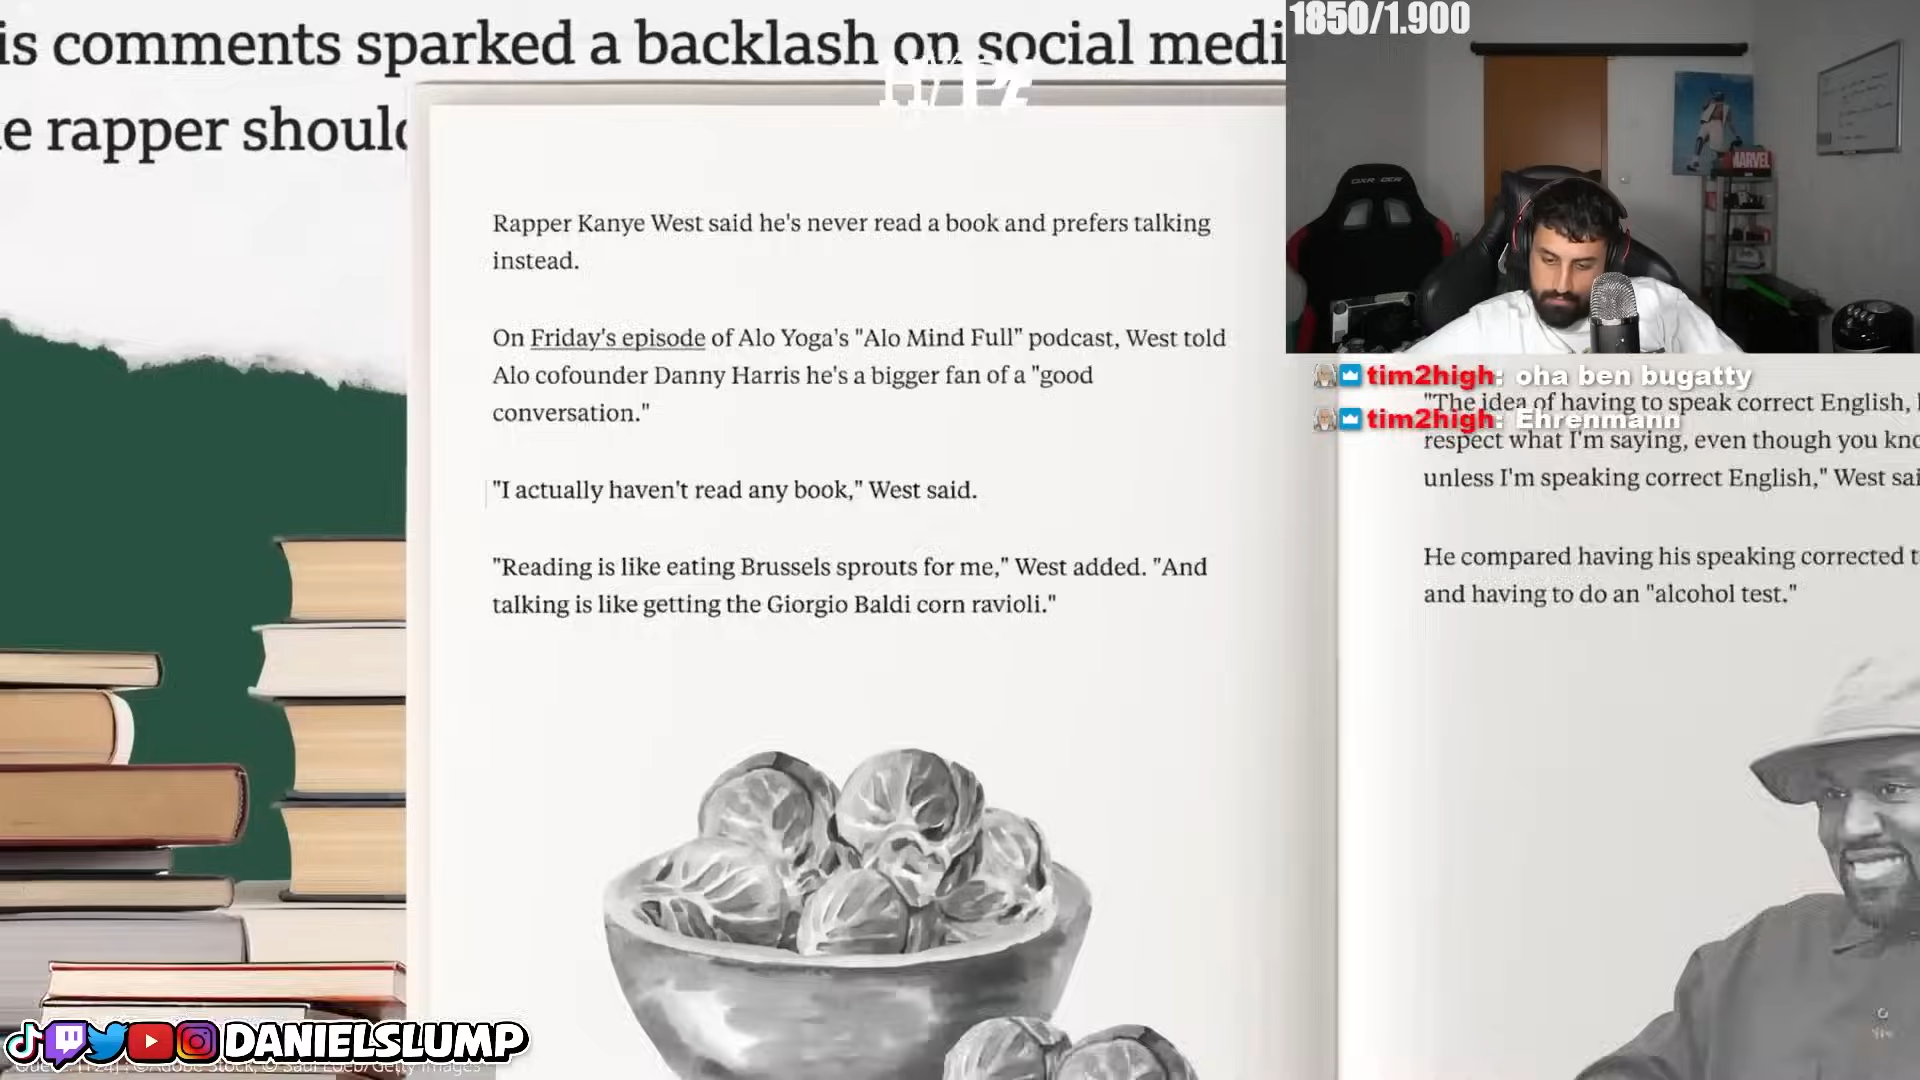 is comments sparked a backlash on social medi
e rapper should
1850/1.900
MARVEL
Rapper Kanye West said he's never read a book and prefers talking
instead.
On Friday's episode of Alo Yoga's "Alo Mind Full" podcast, West told
Alo cofounder Danny Harris he's a bigger fan of a "good
conversation."
"I actually haven't read any book," West said.
"Reading is like eating Brussels sprouts for me," West added. "And
talking is like getting the Giorgio Baldi corn ravioli."
tim2high: oha ben bugatty
tim2high: Ehrenmann
"The idea of having to speak correct English,
respect what I'm saying, even though you kno
unless I'm speaking correct English," West sai
He compared having his speaking corrected t
and having to do an "alcohol test."
DANIELSLUMP